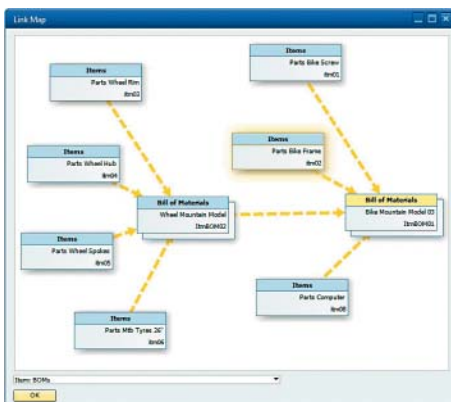 Link Map
Items
Parts Bike Screw
itm01
Items
Parts Wheel Rim
itm03
Items
Parts Bike Frame
itm02
Items
Parts Wheel Hub
itm04
Bill of Materials
Wheel Mountain Model
ItmBOM02
Bill of Materials
Bike Mountain Model 03
ItmBOM01
Items
Parts Wheel Spokes
itm05
Items
Parts Computer
itm08
Items
Parts Mtb Tyres 26"
itm06
Item: BOMs
OK